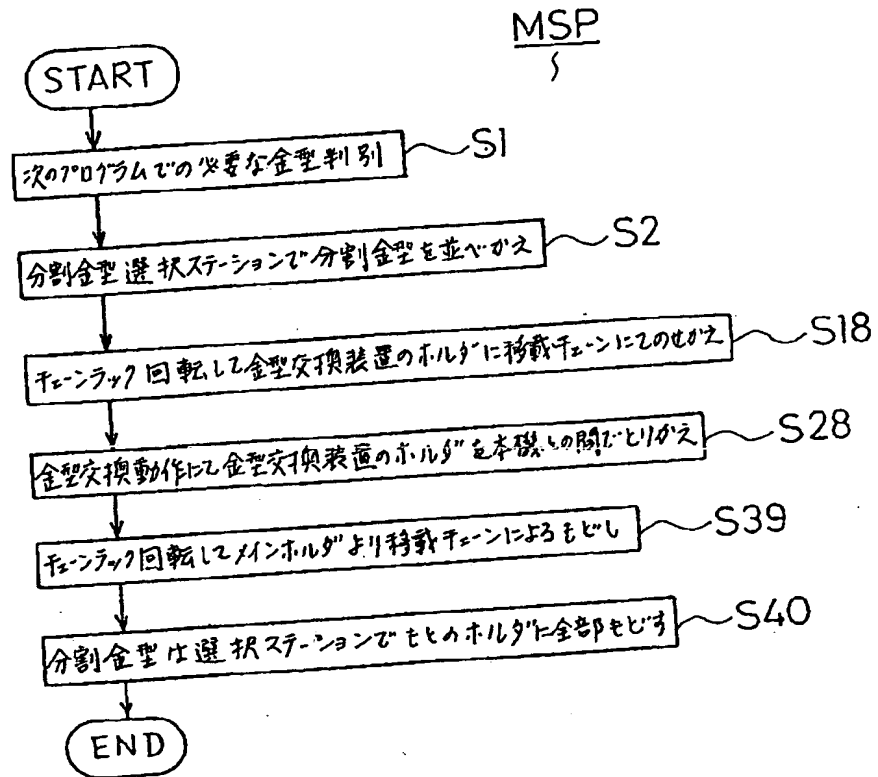 MSP
START
次のプログラムでの必要な金型判別
S1
分割金型選択ステーションで分割金型を並べかえ
S2
チェーンラック回転して金型交換装置のホルダに移載チェーンにてのせかえ
S18
金型交換動作にて金型交換装置のホルダを本機との間でとりかえ
S28
チェーンラック回転してメインホルダより移載チェーンによるもどし
S39
分割金型は選択ステーションでもとのホルダに全部もどす
S40
END